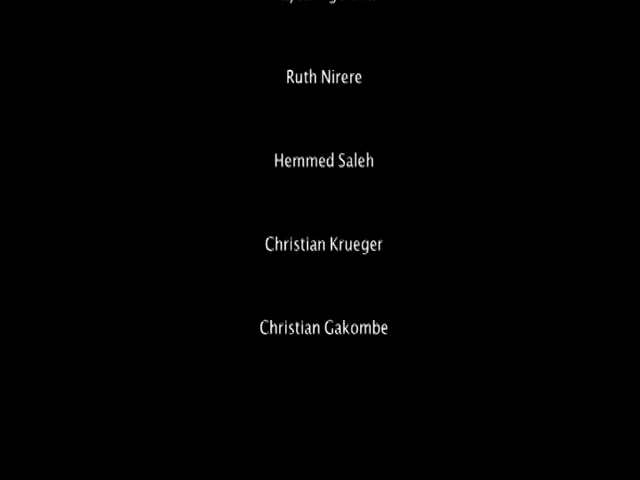 Ruth Nirere
Hemmed Saleh
Christian Krueger
Christian Gakombe